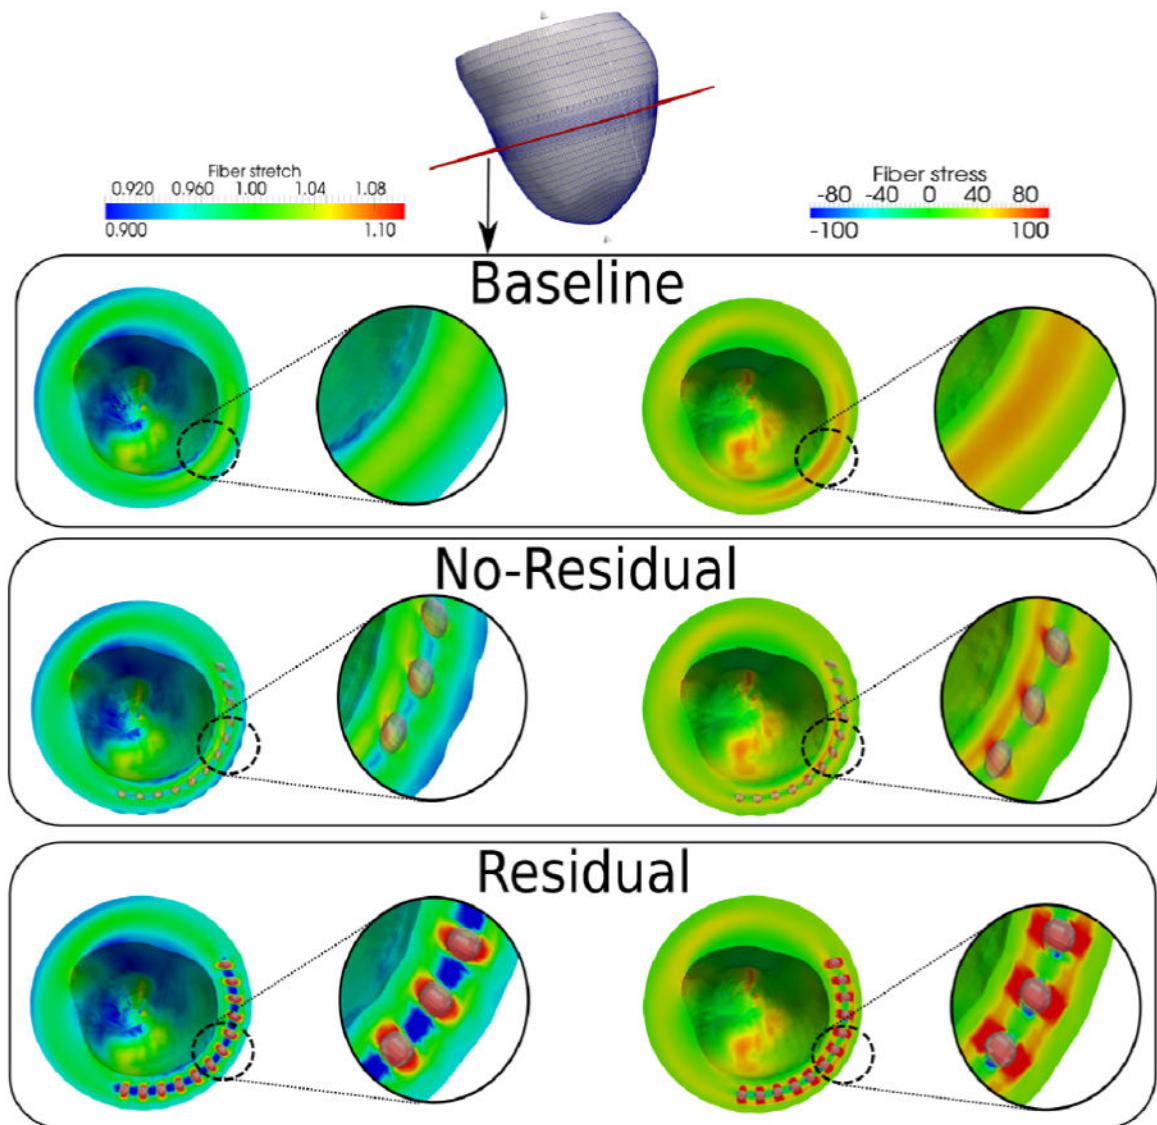 Fiber stretch
0.920 0.960 1.00 1.04 1.08
0.900 1.10
Fiber stress
-80 -40 0 40 80
-100 100
Baseline
No-Residual
Residual